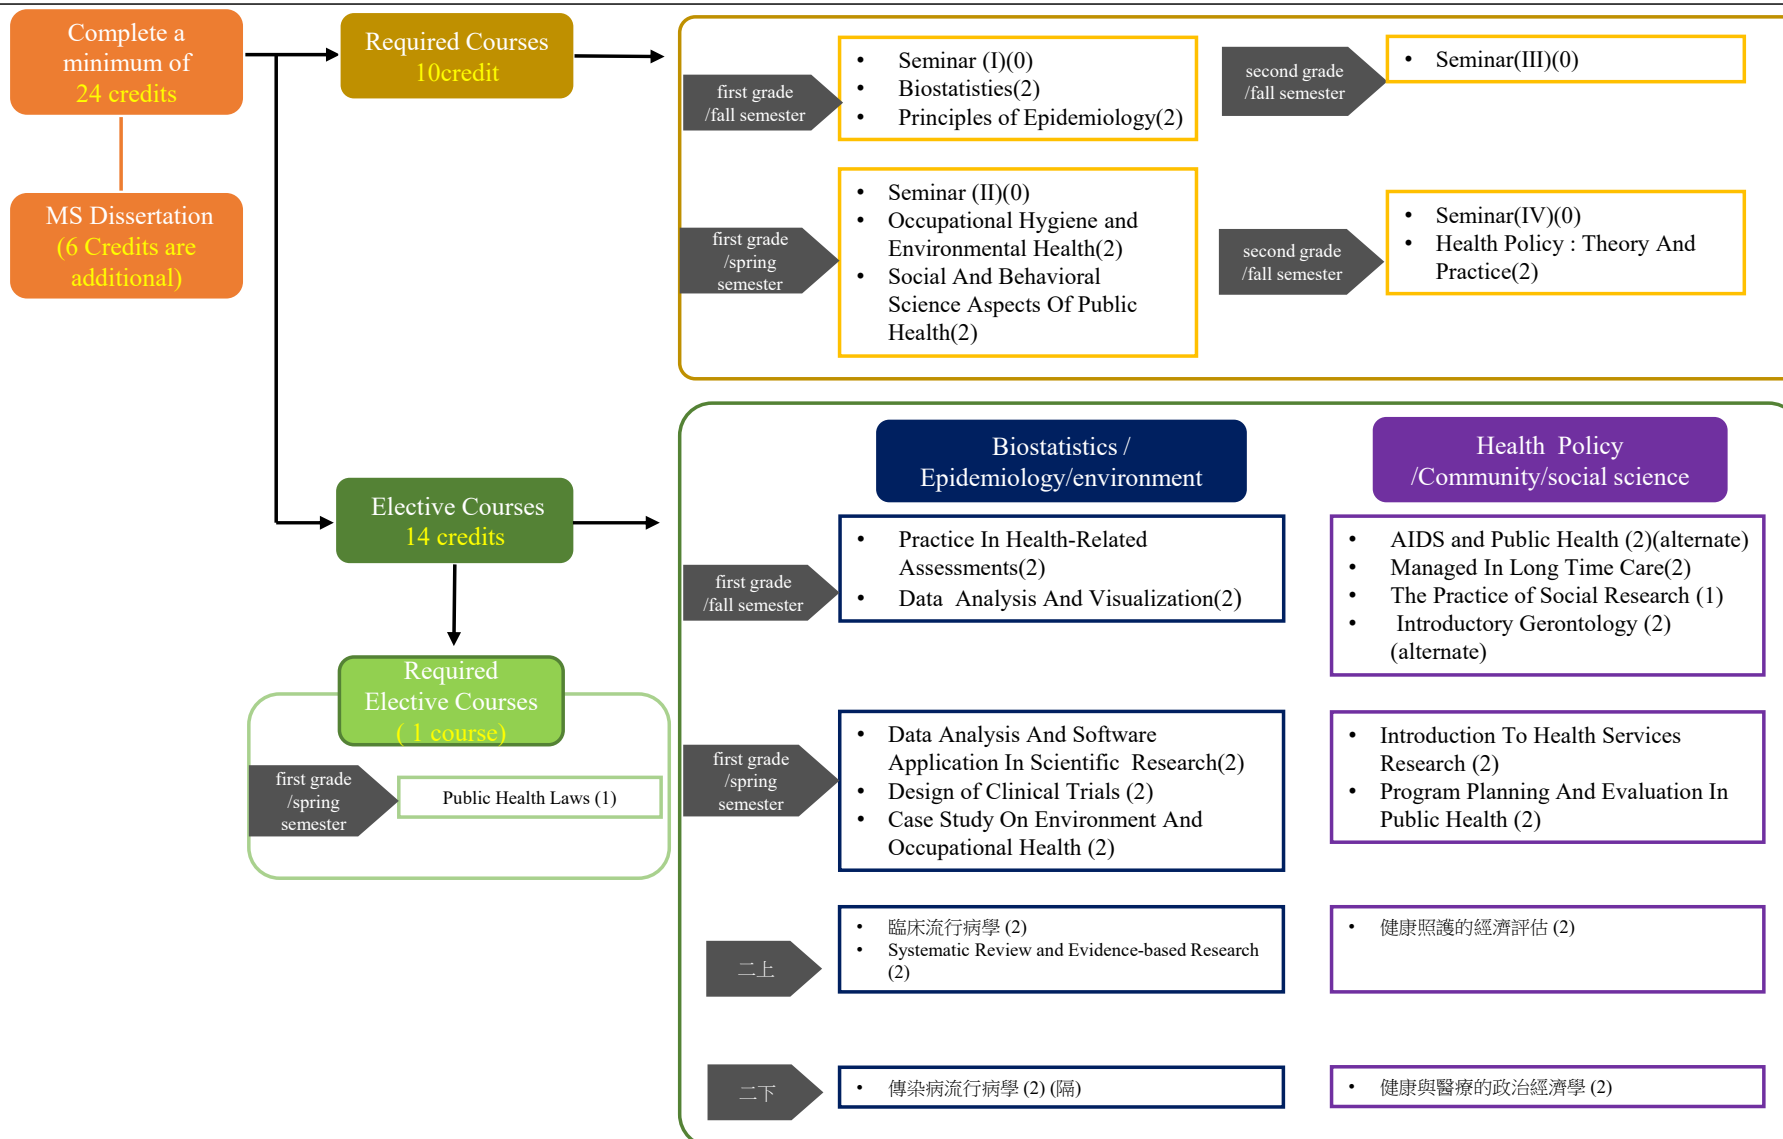 Complete a
minimum of
24 credits
MS Dissertation
(6 Credits are
additional)
Required Courses
10credit
first grade
/fall semester
• Seminar (I)(0)
• Biostatisties(2)
• Principles of Epidemiology(2)
second grade
/fall semester
• Seminar(III)(0)
first grade
/spring
semester
• Seminar (II)(0)
• Occupational Hygiene and
Environmental Health(2)
• Social And Behavioral
Science Aspects Of Public
Health(2)
second grade
/fall semester
• Seminar(IV)(0)
• Health Policy : Theory And
Practice(2)
Elective Courses
14 credits
Required
Elective Courses
( 1 course)
first grade
/spring
semester
Public Health Laws (1)
Biostatistics /
Epidemiology/environment
Health Policy
/Community/social science
first grade
/fall semester
• Practice In Health-Related
Assessments(2)
• Data Analysis And Visualization(2)
• AIDS and Public Health (2)(alternate)
• Managed In Long Time Care(2)
• The Practice of Social Research (1)
• Introductory Gerontology (2)
(alternate)
first grade
/spring
semester
• Data Analysis And Software
Application In Scientific Research(2)
• Design of Clinical Trials (2)
• Case Study On Environment And
Occupational Health (2)
• Introduction To Health Services
Research (2)
• Program Planning And Evaluation In
Public Health (2)
二上
• 臨床流行病學 (2)
• Systematic Review and Evidence-based Research
(2)
• 健康照護的經濟評估 (2)
二下
• 傳染病流行病學 (2) (隔)
• 健康與醫療的政治經濟學 (2)